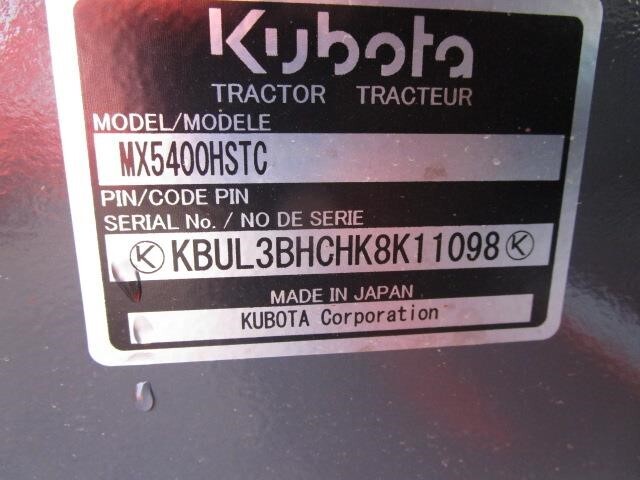 Kubota
TRACTOR TRACTEUR
MODEL/MODELE
MX5400HSTC
PIN/CODE PIN
SERIAL No. / NO DE SERIE
K KBUL3BHCHK8K11098 K
MADE IN JAPAN
KUBOTA Corporation